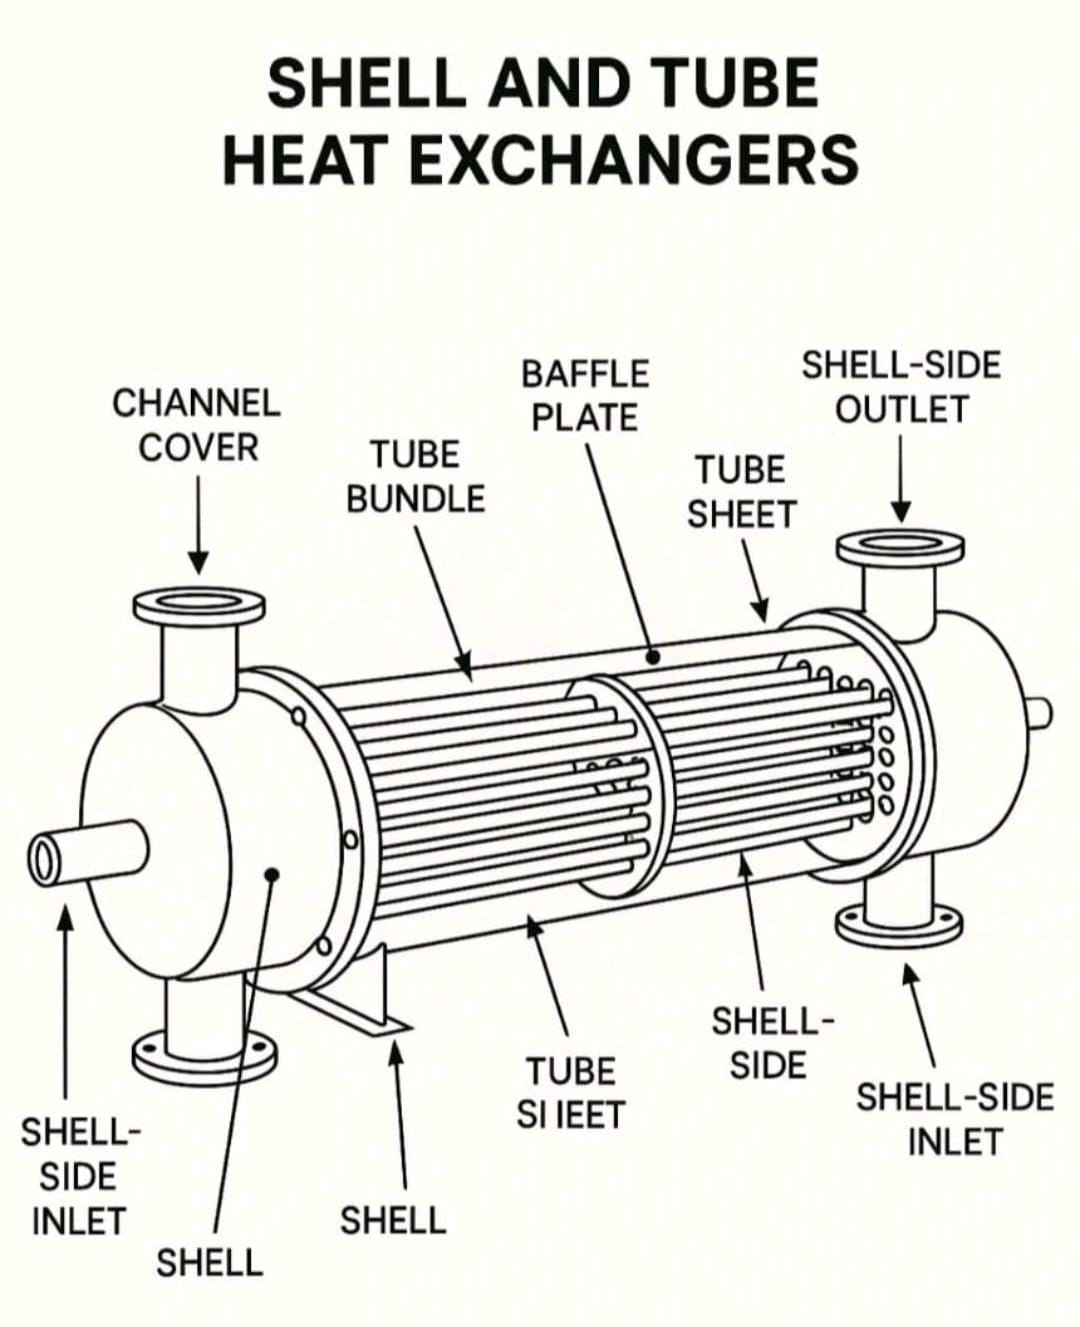 SHELL AND TUBE
HEAT EXCHANGERS
CHANNEL
COVER
TUBE
BUNDLE
BAFFLE
PLATE
TUBE
SHEET
SHELL-SIDE
OUTLET
SHELL-
SIDE
INLET
SHELL
SHELL
TUBE
SI IEET
SHELL-
SIDE
SHELL-SIDE
INLET